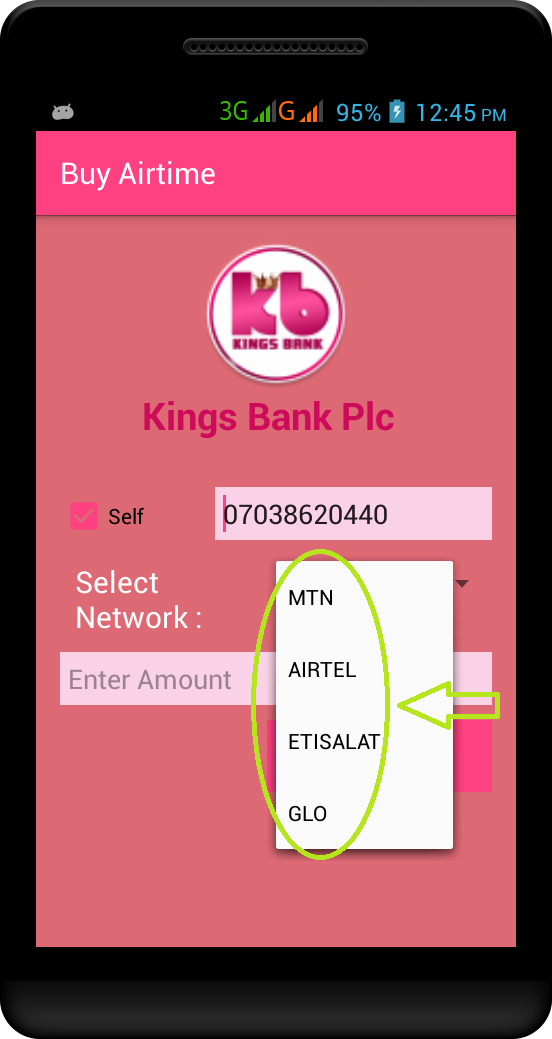 3G G 95% 12:45 PM
Buy Airtime
kb
KINGS BANK
Kings Bank Plc
Self
07038620440
Select
Network :
MTN
AIRTEL
ETISALAT
GLO
Enter Amount